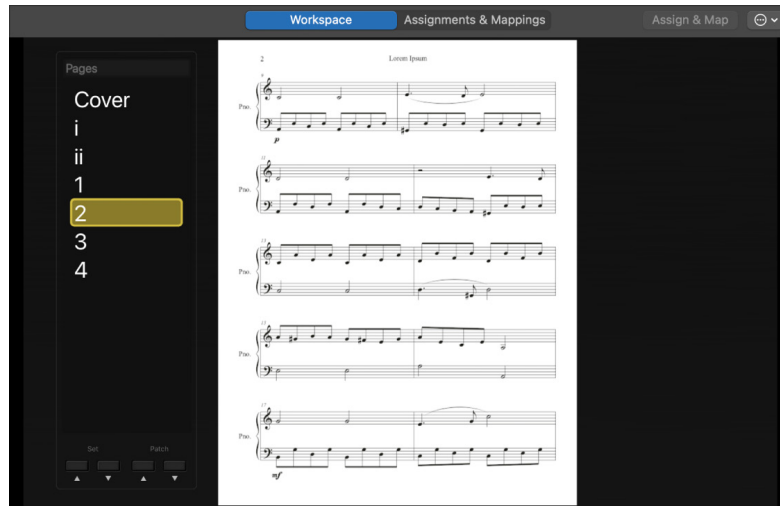 Workspace
Assignments & Mappings
Assign & Map
Pages
Cover
i
ii
1
2
3
4
Set
Patch
2
Lorem Ipsum
9
Pno.
p
11
Pno.
13
Pno.
Pno.
17
Pno.
mf